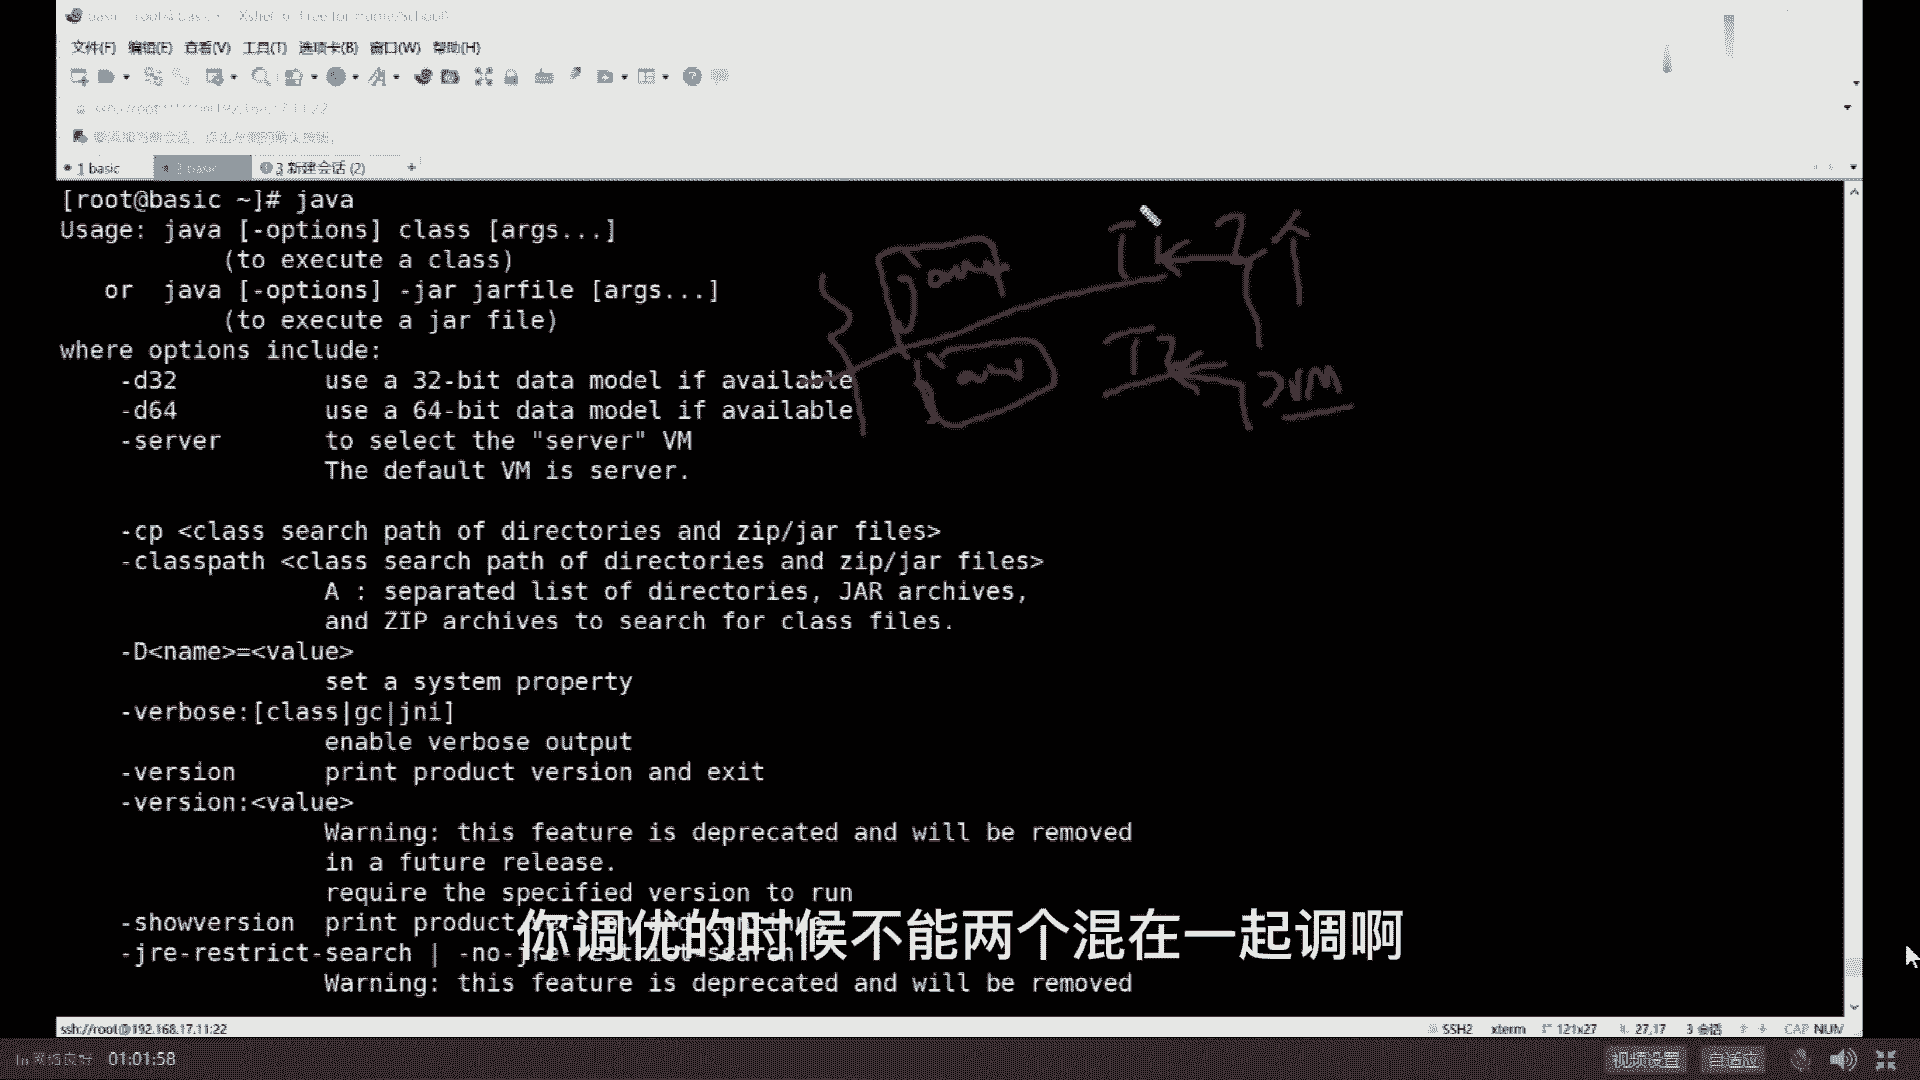 文件(F) 编辑(E) 查看(V) 工具(T) 选项卡(B) 窗口(W) 帮助(H)
1 basic
3 新建会话 (2) +
[root@basic ~]# java
Usage: java [-options] class [args...]
(to execute a class)
or java [-options] -jar jarfile [args...]
(to execute a jar file)
where options include:
-d32 use a 32-bit data model if available
-d64 use a 64-bit data model if available
-server to select the "server" VM
The default VM is server.
-cp <class search path of directories and zip/jar files>
-classpath <class search path of directories and zip/jar files>
A : separated list of directories, JAR archives,
and ZIP archives to search for class files.
-D<name>=<value>
set a system property
-verbose:[class|gc|jni]
enable verbose output
-version print product version and exit
-version:<value>
Warning: this feature is deprecated and will be removed
in a future release.
require the specified version to run
-showversion print product
-jre-restrict-search | -no-jre-restrict-search
Warning: this feature is deprecated and will be removed
你调优的时候不能两个混在一起调啊
T2
JVM
ssh://root@192.168.17.11:22 SSH2 xterm 121x27 27,17 3 会话 CAP NUM
01:01:58 视频设置 自适应